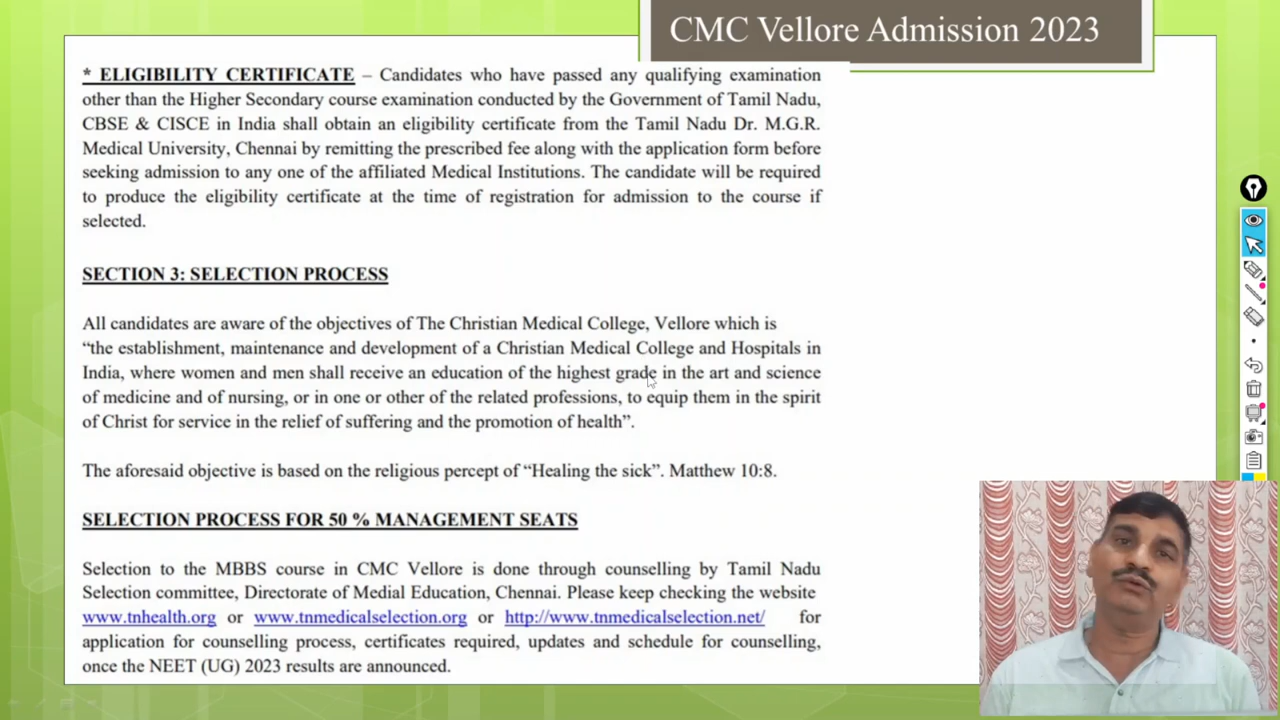 CMC Vellore Admission 2023
* ELIGIBILITY CERTIFICATE – Candidates who have passed any qualifying examination
other than the Higher Secondary course examination conducted by the Government of Tamil Nadu,
CBSE & CISCE in India shall obtain an eligibility certificate from the Tamil Nadu Dr. M.G.R.
Medical University, Chennai by remitting the prescribed fee along with the application form before
seeking admission to any one of the affiliated Medical Institutions. The candidate will be required
to produce the eligibility certificate at the time of registration for admission to the course if
selected.
SECTION 3: SELECTION PROCESS
All candidates are aware of the objectives of The Christian Medical College, Vellore which is
“the establishment, maintenance and development of a Christian Medical College and Hospitals in
India, where women and men shall receive an education of the highest grade in the art and science
of medicine and of nursing, or in one or other of the related professions, to equip them in the spirit
of Christ for service in the relief of suffering and the promotion of health”.
The aforesaid objective is based on the religious percept of “Healing the sick”. Matthew 10:8.
SELECTION PROCESS FOR 50 % MANAGEMENT SEATS
Selection to the MBBS course in CMC Vellore is done through counselling by Tamil Nadu
Selection committee, Directorate of Medial Education, Chennai. Please keep checking the website
www.tnhealth.org or www.tnmedicalselection.org or http://www.tnmedicalselection.net/ for
application for counselling process, certificates required, updates and schedule for counselling,
once the NEET (UG) 2023 results are announced.